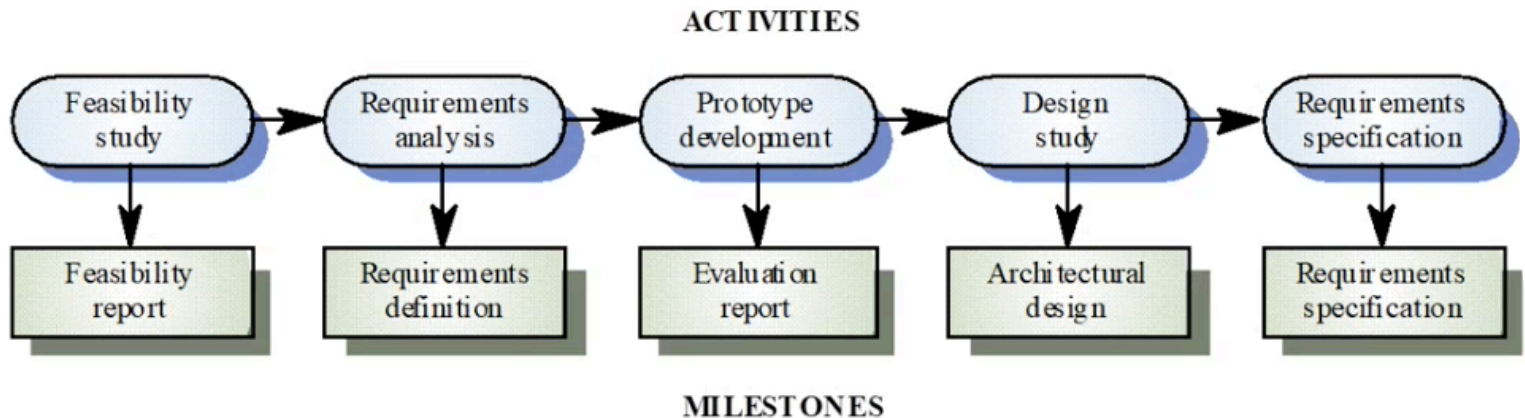 ACTIVITIES
Feasibility
study
Requirements
analysis
Prototype
development
Design
study
Requirements
specification
Feasibility
report
Requirements
definition
Evaluation
report
Architectural
design
Requirements
specification
MILESTONES